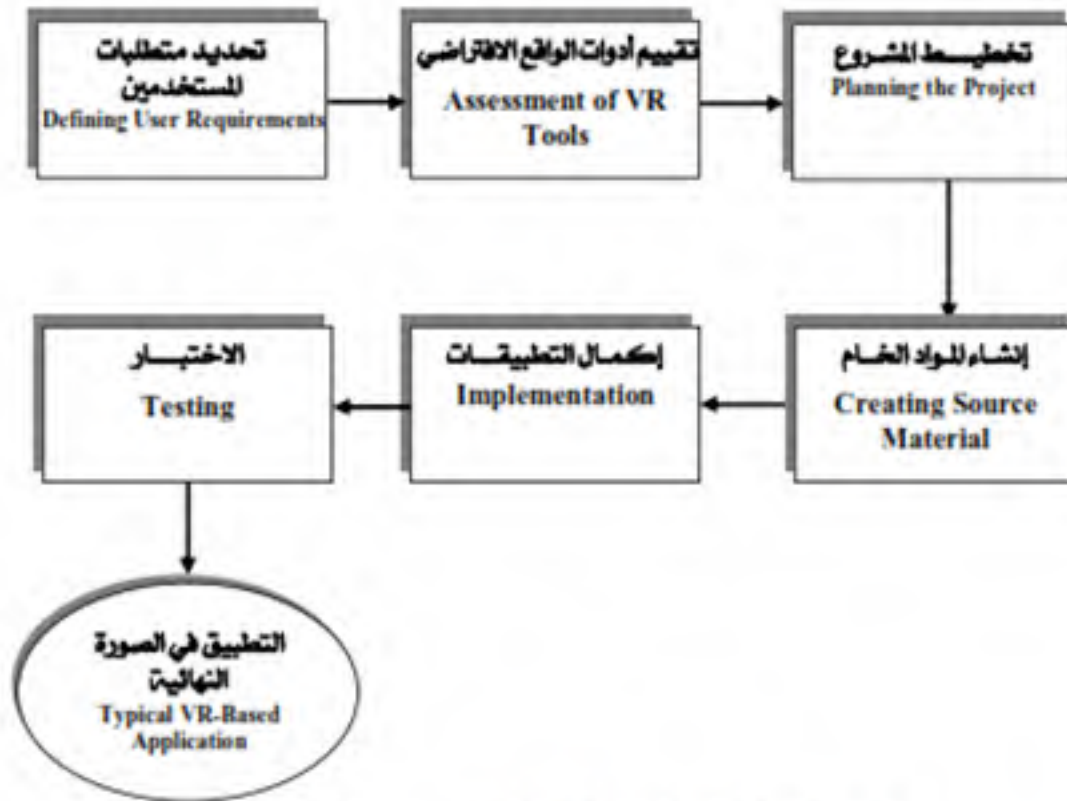 تحديد متطلبات
المستخدمين
Defining User Requirements
تقييم أدوات الواقع الافتراضي
Assessment of VR
Tools
تخطيط المشروع
Planning the Project
إنشاء المواد الخام
Creating Source
Material
إكمال التطبيقات
Implementation
الاختبار
Testing
التطبيق في الصورة
النهائية
Typical VR-Based
Application